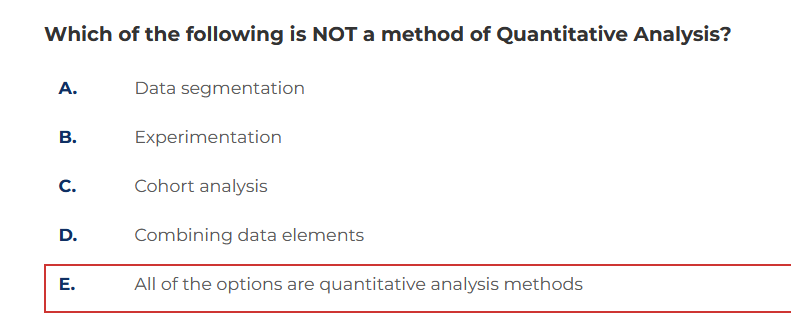 Which of the following is NOT a method of Quantitative Analysis?
A. Data segmentation
B. Experimentation
C. Cohort analysis
D. Combining data elements
E. All of the options are quantitative analysis methods